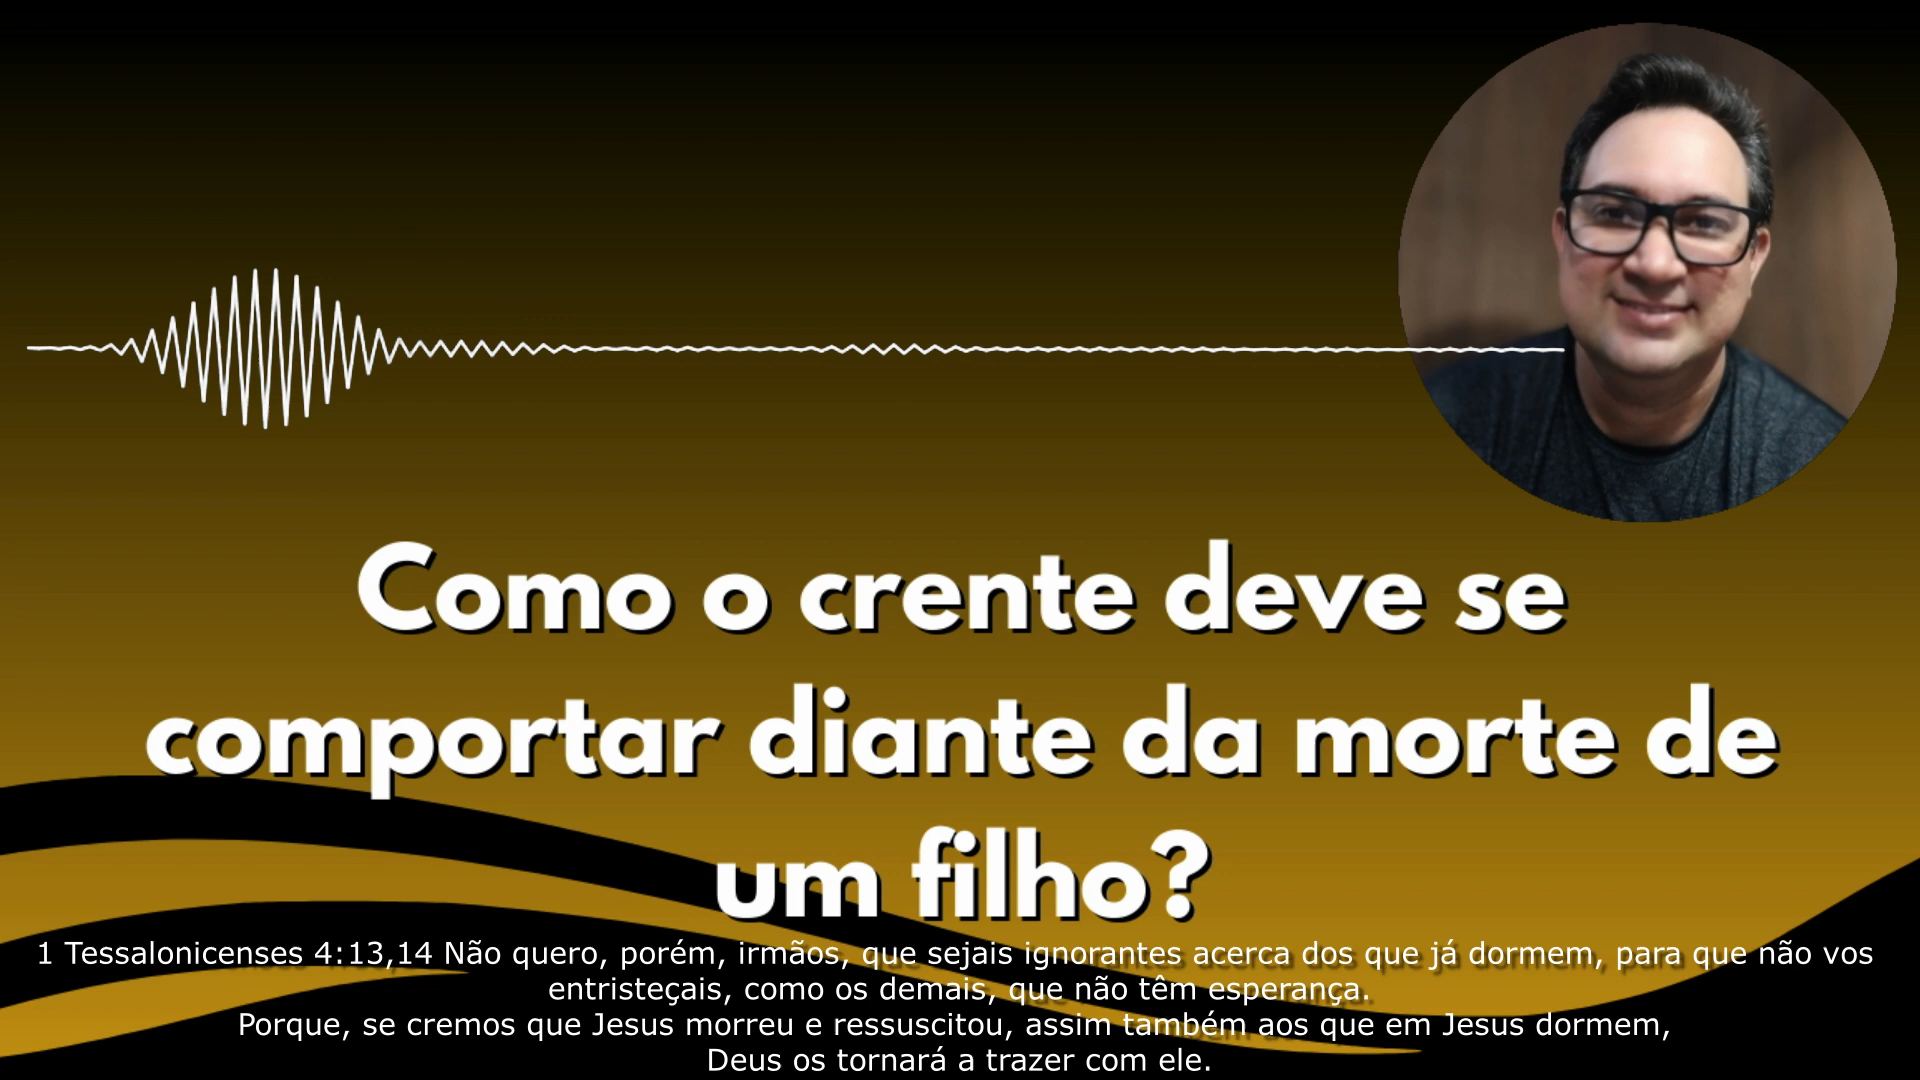 Como o crente deve se
comportar diante da morte de
um filho?
1 Tessalonicenses 4:13,14 Não quero, porém, irmãos, que sejais ignorantes acerca dos que já dormem, para que não vos
entristeçais, como os demais, que não têm esperança.
Porque, se cremos que Jesus morreu e ressuscitou, assim também aos que em Jesus dormem,
Deus os tornará a trazer com ele.